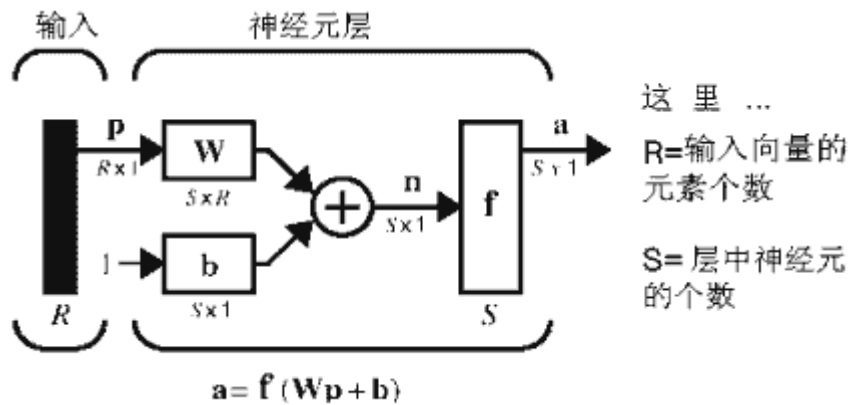 输入
神经元层
p
R×1
W
S×R
1
b
S×1
n
S×1
f
a
S×1
R
S
a= f (Wp + b)
这 里 ...
R=输入向量的
元素个数
S= 层中神经元
的个数